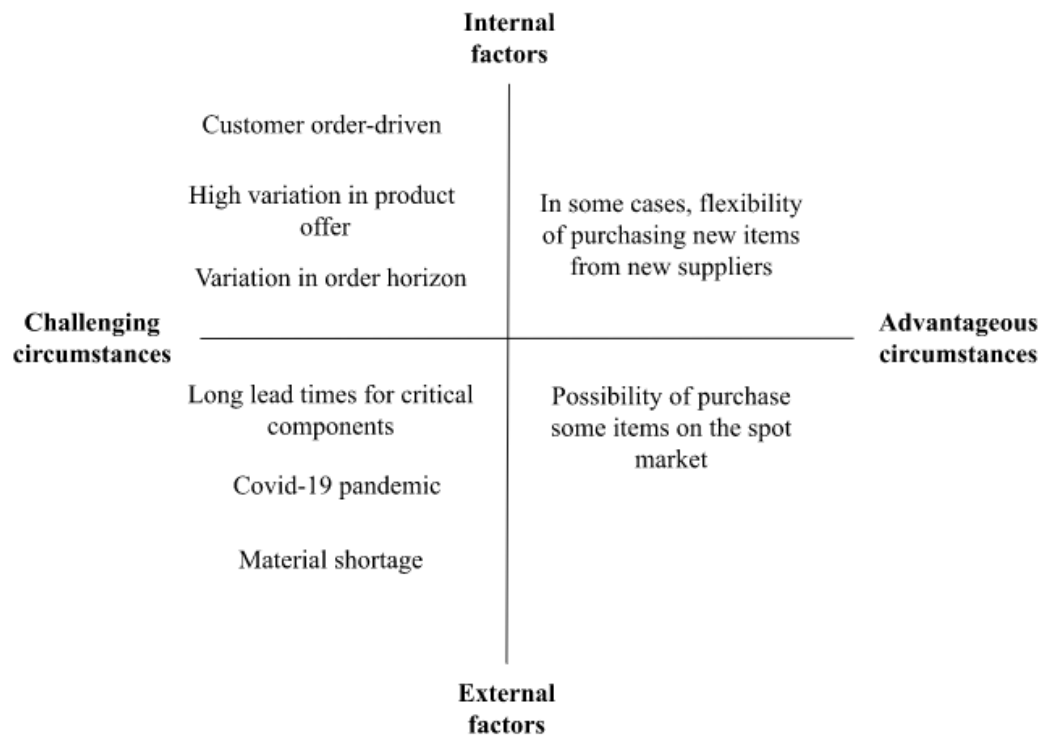 Internal
factors
Customer order-driven
High variation in product
offer
Variation in order horizon
In some cases, flexibility
of purchasing new items
from new suppliers
Challenging
circumstances
Advantageous
circumstances
Long lead times for critical
components
Covid-19 pandemic
Material shortage
Possibility of purchase
some items on the spot
market
External
factors